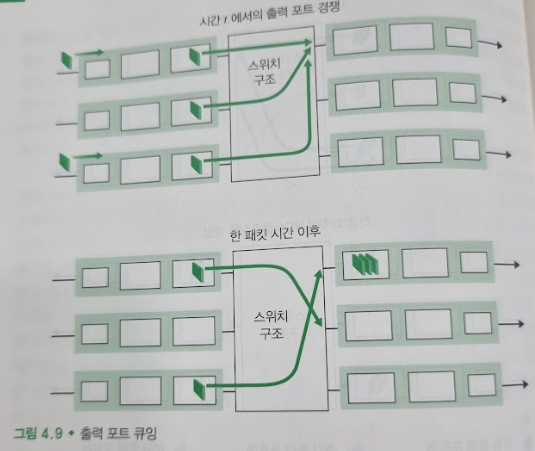 시간 t 에서의 출력 포트 경쟁
스위치
구조
한 패킷 시간 이후
스위치
구조
그림 4.9 • 출력 포트 큐잉